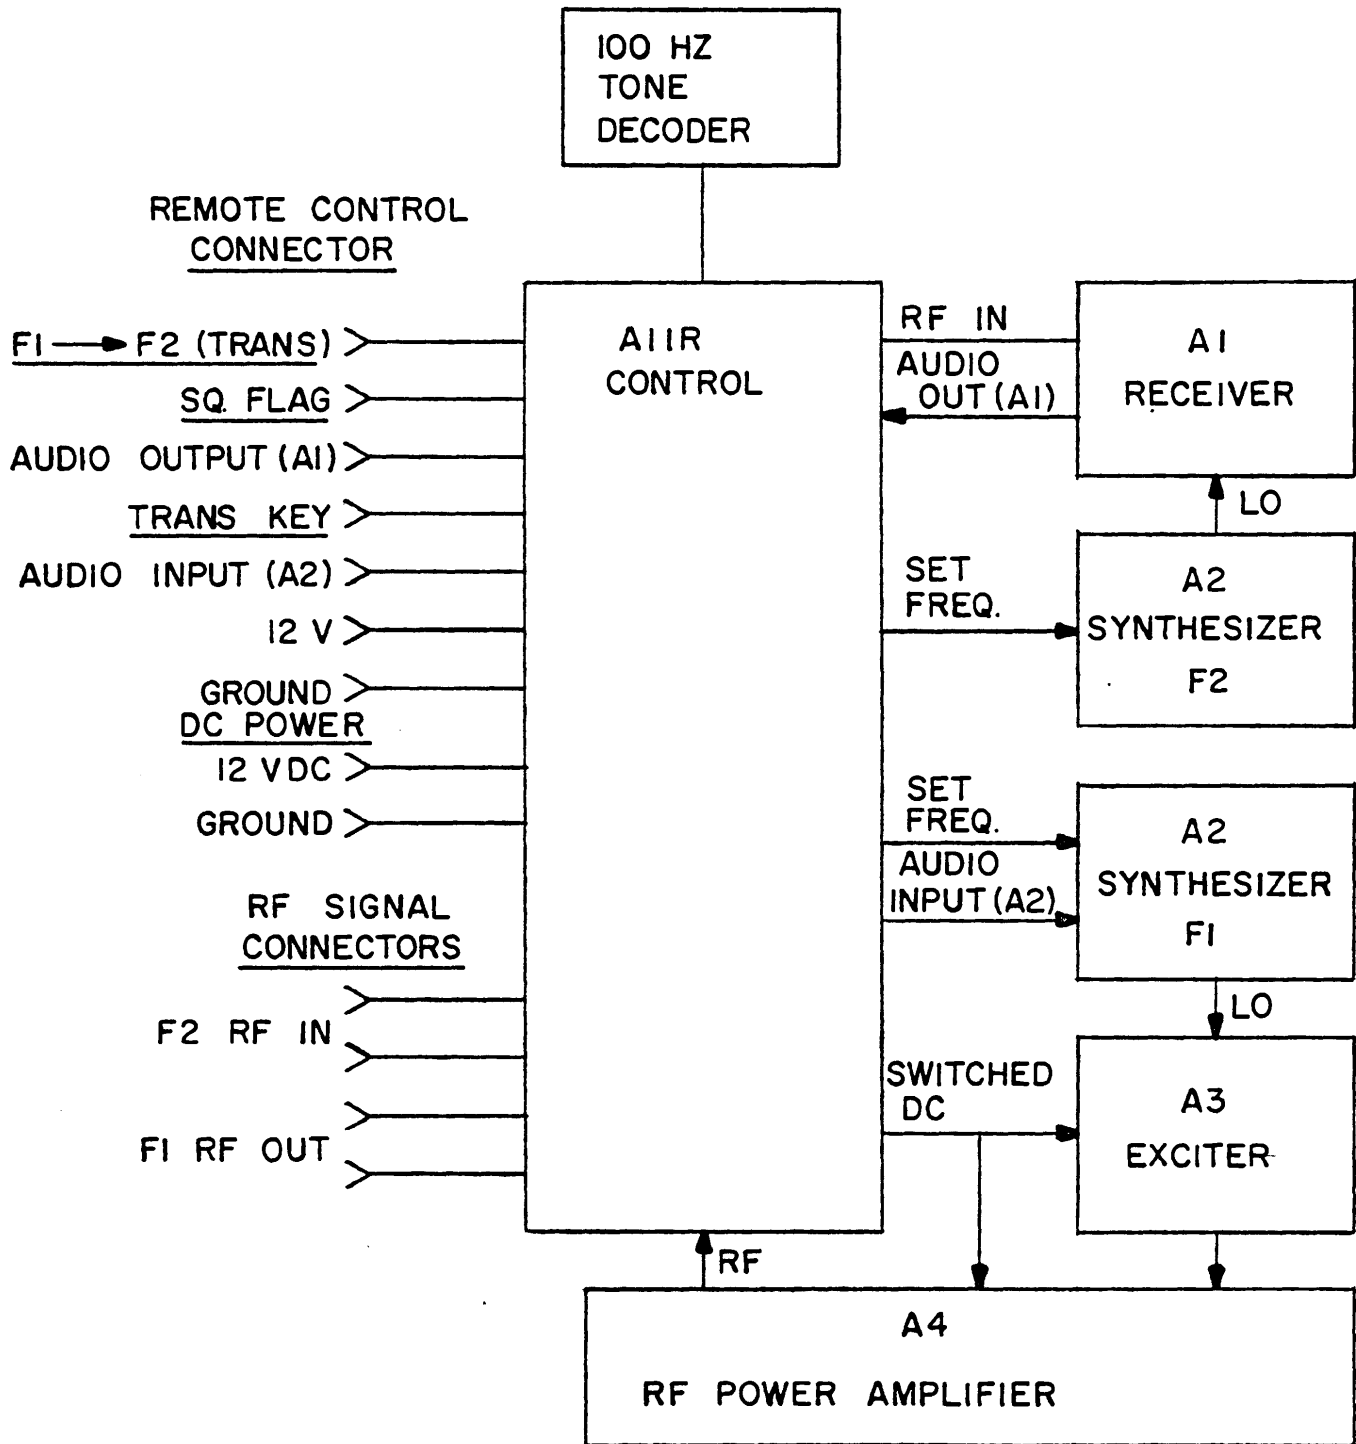 100 HZ
TONE
DECODER
REMOTE CONTROL
CONNECTOR
F1 → F2 (TRANS)
SQ. FLAG
AUDIO OUTPUT (A1)
TRANS KEY
AUDIO INPUT (A2)
12 V
GROUND
DC POWER
12 VDC
GROUND
RF SIGNAL
CONNECTORS
F2 RF IN
F1 RF OUT
A11R
CONTROL
RF IN
AUDIO
OUT (A1)
SET
FREQ.
SET
FREQ.
AUDIO
INPUT (A2)
SWITCHED
DC
A1
RECEIVER
LO
A2
SYNTHESIZER
F2
A2
SYNTHESIZER
F1
LO
A3
EXCITER
RF
A4
RF POWER AMPLIFIER